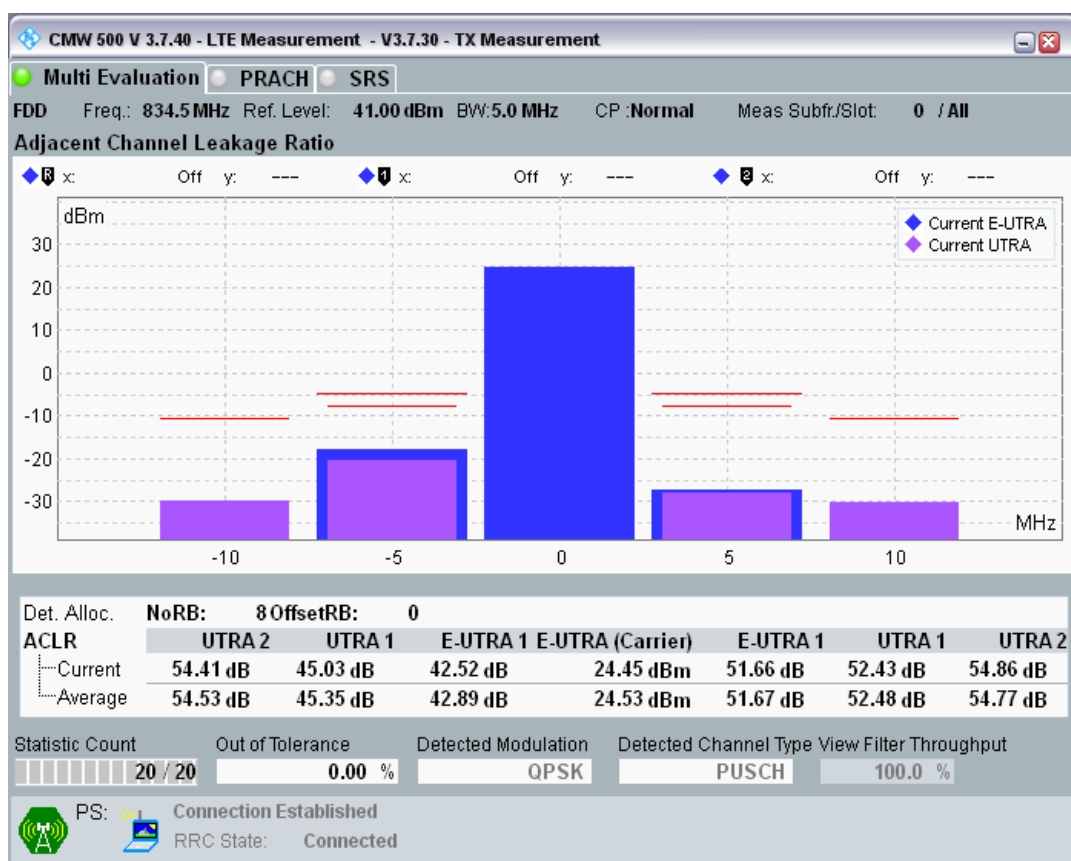 CMW 500 V 3.7.40 - LTE Measurement - V3.7.30 - TX Measurement
Multi Evaluation PRACH SRS
FDD Freq.: 834.5 MHz Ref. Level: 41.00 dBm BW:5.0 MHz CP :Normal Meas Subfr./Slot: 0 / All
Adjacent Channel Leakage Ratio
R x: Off y: --- 1 x: Off y: --- 2 x: Off y: ---
dBm
Current E-UTRA
Current UTRA
30
20
10
0
-10
-20
-30
MHz
-10 -5 0 5 10
Det. Alloc. NoRB: 8 OffsetRB: 0
ACLR UTRA 2 UTRA 1 E-UTRA 1 E-UTRA (Carrier) E-UTRA 1 UTRA 1 UTRA 2
Current 54.41 dB 45.03 dB 42.52 dB 24.45 dBm 51.66 dB 52.43 dB 54.86 dB
Average 54.53 dB 45.35 dB 42.89 dB 24.53 dBm 51.67 dB 52.48 dB 54.77 dB
Statistic Count Out of Tolerance Detected Modulation Detected Channel Type View Filter Throughput
20 / 20 0.00 % QPSK PUSCH 100.0 %
PS: Connection Established
RRC State: Connected